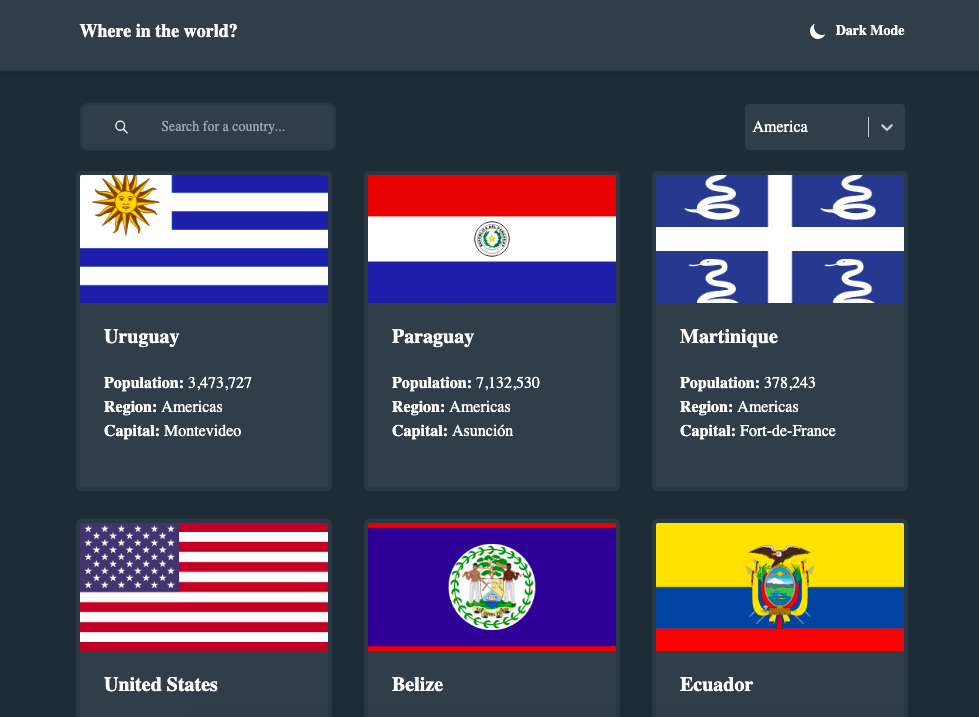 Where in the world?
Dark Mode
Search for a country...
America
Uruguay
Population: 3,473,727
Region: Americas
Capital: Montevideo
Paraguay
Population: 7,132,530
Region: Americas
Capital: Asunción
Martinique
Population: 378,243
Region: Americas
Capital: Fort-de-France
United States
Belize
Ecuador